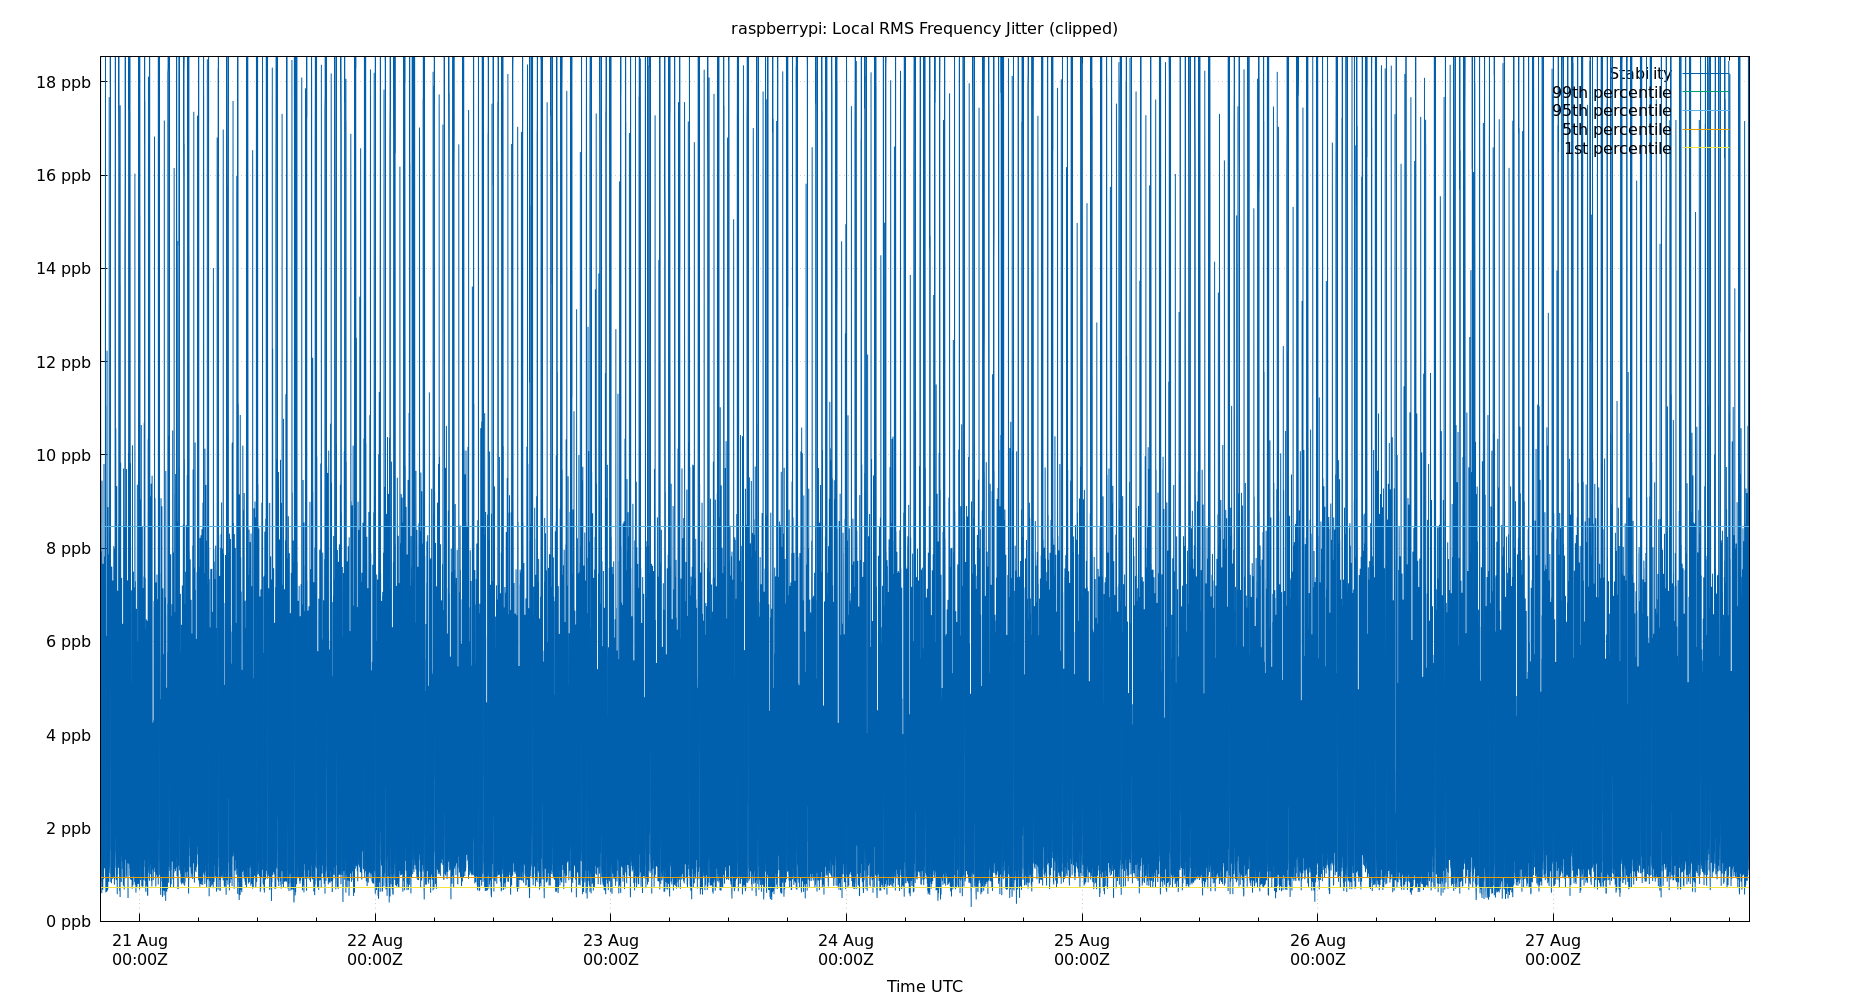 raspberrypi: Local RMS Frequency Jitter (clipped)
18 ppb
16 ppb
14 ppb
12 ppb
10 ppb
8 ppb
6 ppb
4 ppb
2 ppb
0 ppb
Stability
99th percentile
95th percentile
5th percentile
1st percentile
21 Aug 22 Aug 23 Aug 24 Aug 25 Aug 26 Aug 27 Aug
00:00Z 00:00Z 00:00Z 00:00Z 00:00Z 00:00Z 00:00Z
Time UTC